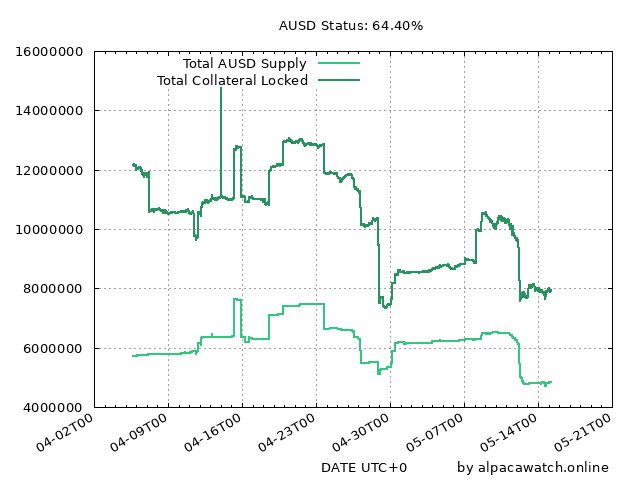 AUSD Status: 64.40%
16000000
Total AUSD Supply
Total Collateral Locked
14000000
12000000
10000000
8000000
6000000
4000000
04-02T00 04-09T00 04-16T00 04-23T00 04-30T00 05-07T00 05-14T00 05-21T00
DATE UTC+0 by alpacawatch.online